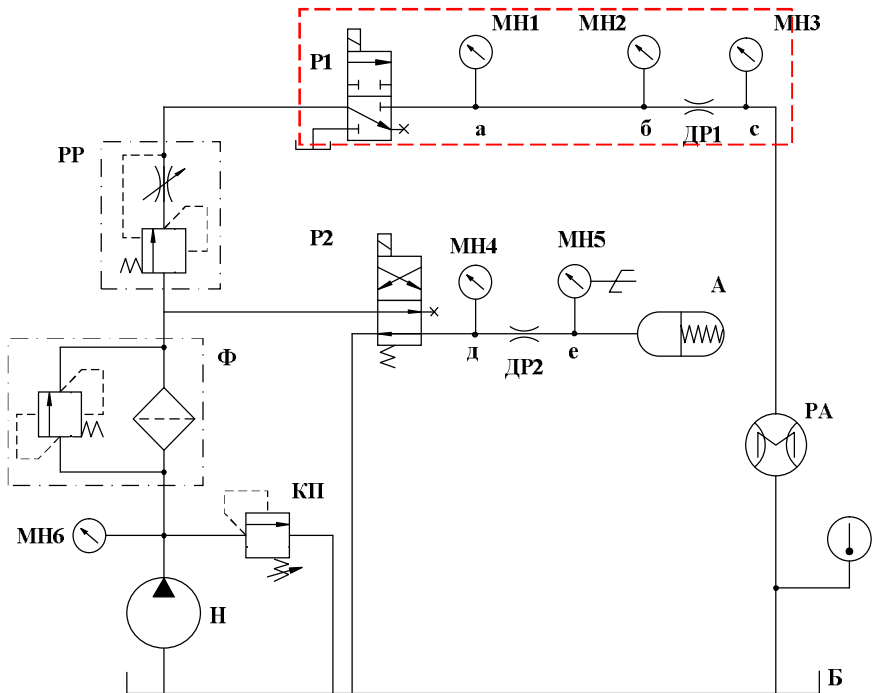 МН1 МН2 МН3
Р1
а б ДР1 с
РР
Р2
МН4 МН5 А
д ДР2 е
Ф
РА
КП
МН6
Н
Б